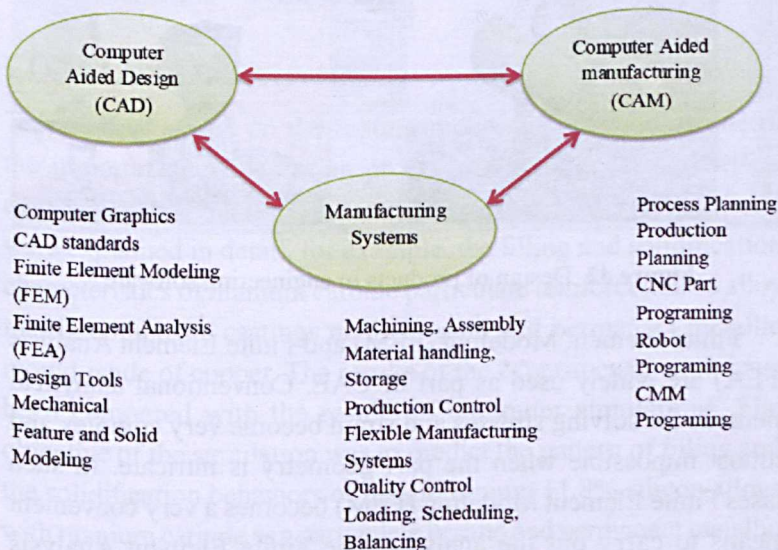 Computer
Aided Design
(CAD)
Computer Aided
manufacturing
(CAM)
Manufacturing
Systems
Computer Graphics
CAD standards
Finite Element Modeling
(FEM)
Finite Element Analysis
(FEA)
Design Tools
Mechanical
Feature and Solid
Modeling
Machining, Assembly
Material handling,
Storage
Production Control
Flexible Manufacturing
Systems
Quality Control
Loading, Scheduling,
Balancing
Process Planning
Production
Planning
CNC Part
Programing
Robot
Programing
CMM
Programing